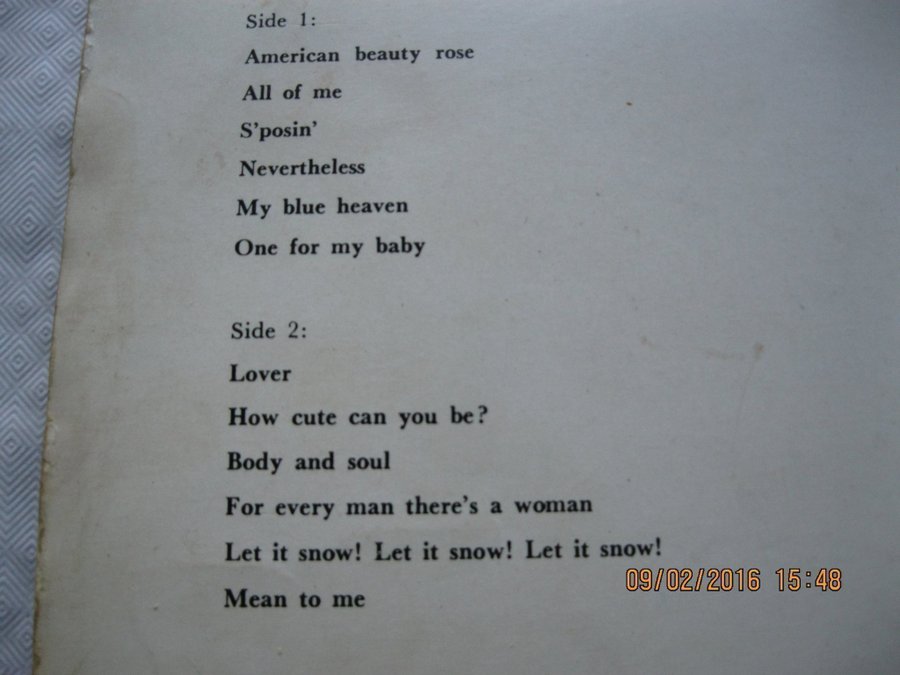 Side 1:
American beauty rose
All of me
S'posin'
Nevertheless
My blue heaven
One for my baby
Side 2:
Lover
How cute can you be?
Body and soul
For every man there's a woman
Let it snow! Let it snow! Let it snow!
Mean to me
09/02/2016 15:48